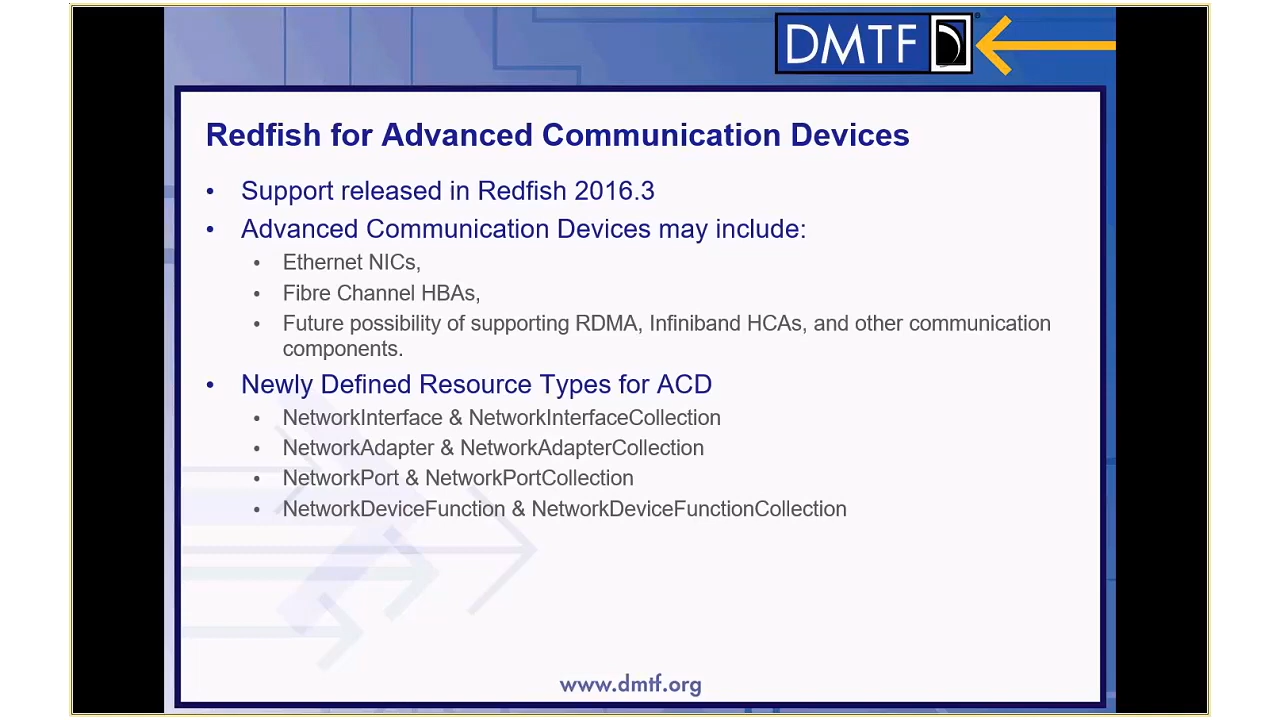 DMTF
Redfish for Advanced Communication Devices
• Support released in Redfish 2016.3
• Advanced Communication Devices may include:
• Ethernet NICs,
• Fibre Channel HBAs,
• Future possibility of supporting RDMA, Infiniband HCAs, and other communication
components.
• Newly Defined Resource Types for ACD
• NetworkInterface & NetworkInterfaceCollection
• NetworkAdapter & NetworkAdapterCollection
• NetworkPort & NetworkPortCollection
• NetworkDeviceFunction & NetworkDeviceFunctionCollection
www.dmtf.org